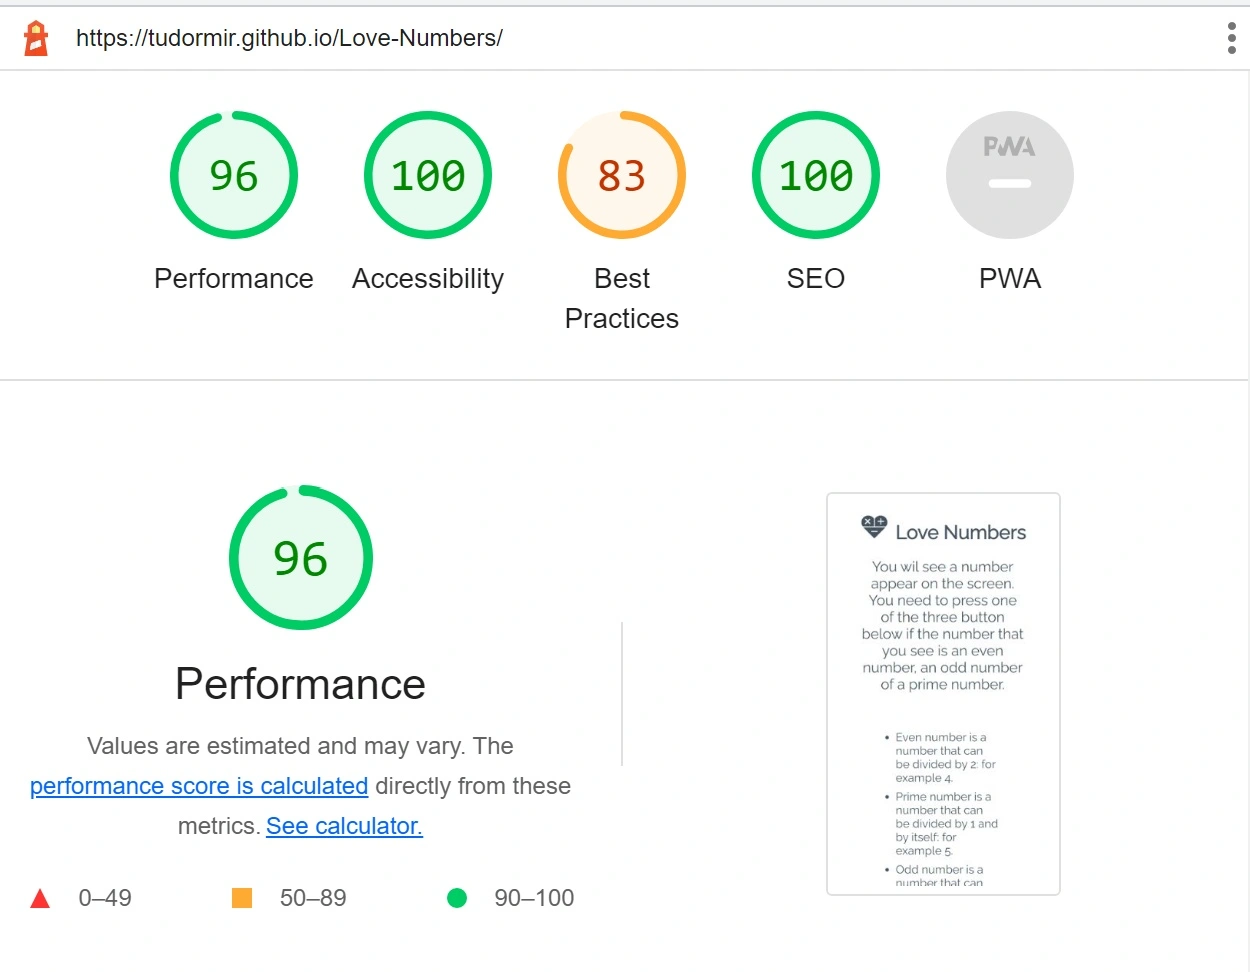 https://tudormir.github.io/Love-Numbers/
96
100
83
100
PWA
Performance
Accessibility
Best
Practices
SEO
PWA
96
Performance
Values are estimated and may vary. The
performance score is calculated directly from these
metrics. See calculator.
0–49
50–89
90–100
Love Numbers
You wil see a number
appear on the screen.
You need to press one
of the three button
below if the number that
you see is an even
number, an odd number
of a prime number.
• Even number is a
number that can
be divided by 2: for
example 4.
• Prime number is a
number that can
be divided by 1 and
by itself: for
example 5.
• Odd number is a
number that can